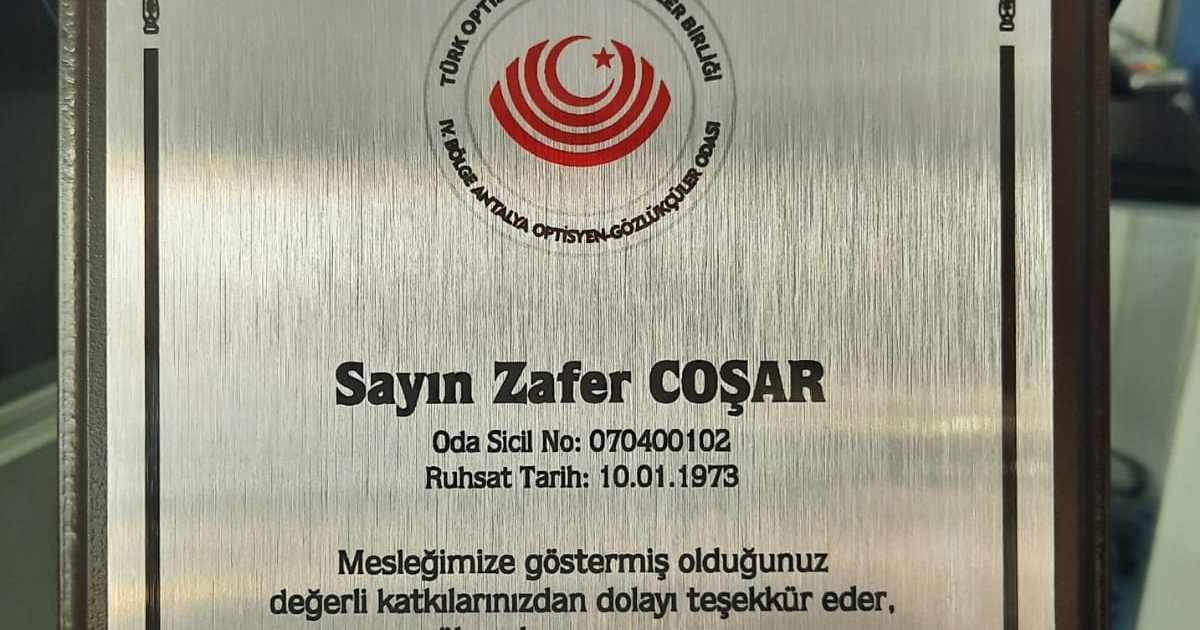 TÜRK OPTİ
ER BİRLİĞİ
IV. BÖLGE ANTALYA OPTİSYEN-GÖZLÜKÇÜLER ODASI
Sayın Zafer COŞAR
Oda Sicil No: 070400102
Ruhsat Tarih: 10.01.1973
Mesleğimize göstermiş olduğunuz
değerli katkılarınızdan dolayı teşekkür eder,